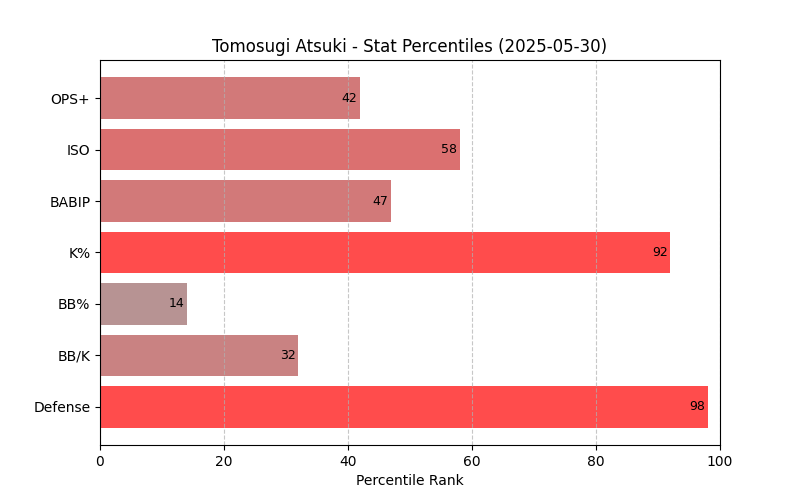 Tomosugi Atsuki - Stat Percentiles (2025-05-30)
OPS+ 42
ISO 58
BABIP 47
K% 92
BB% 14
BB/K 32
Defense 98
0 20 40 60 80 100
Percentile Rank